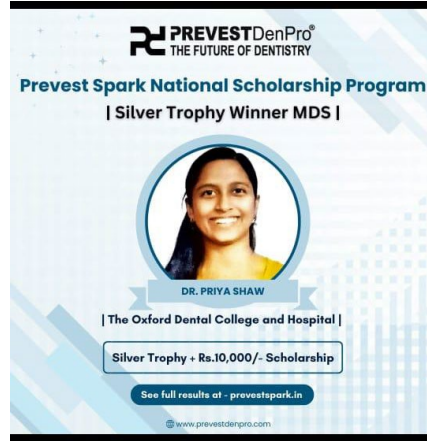 PREVESTDenPro®
THE FUTURE OF DENTISTRY
Prevest Spark National Scholarship Program
| Silver Trophy Winner MDS |
DR. PRIYA SHAW
| The Oxford Dental College and Hospital |
Silver Trophy + Rs.10,000/- Scholarship
See full results at - prevestspark.in
www.prevestdenpro.com